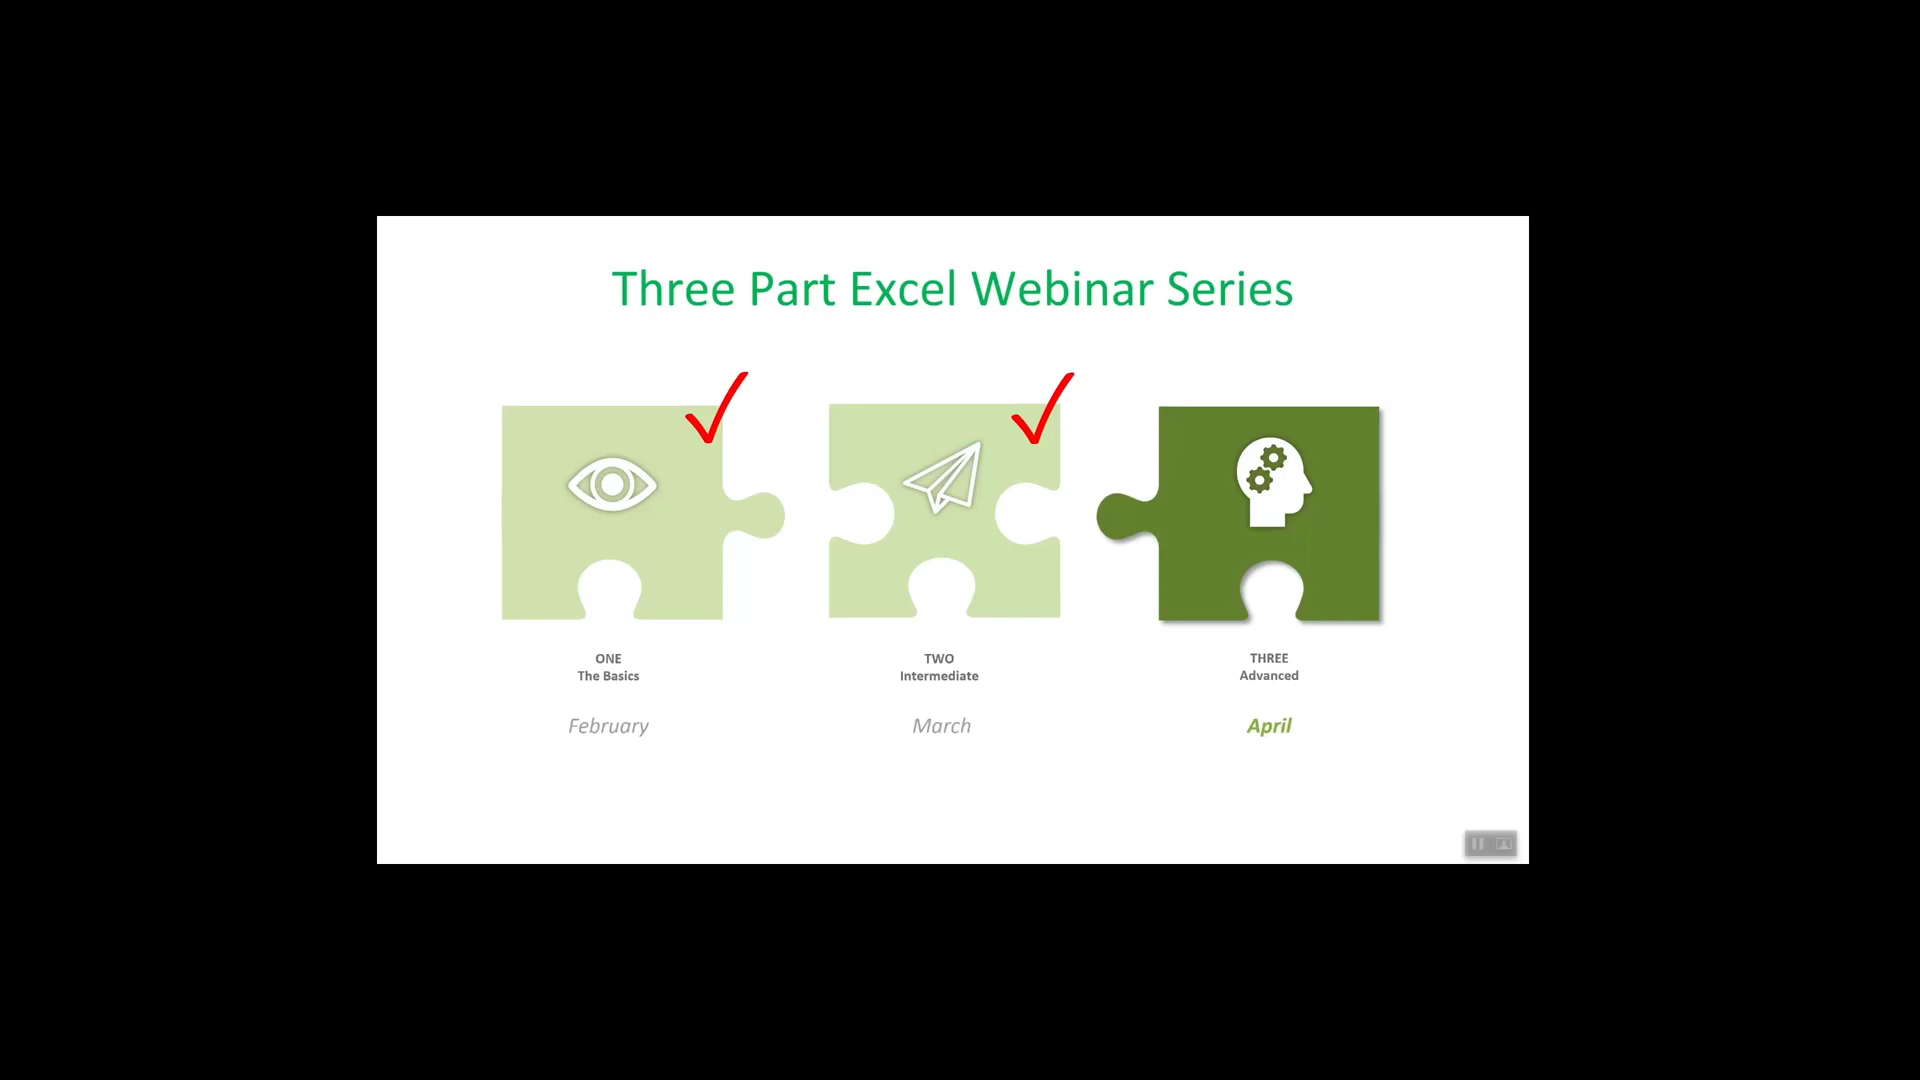 Three Part Excel Webinar Series
ONE
The Basics
February
TWO
Intermediate
March
THREE
Advanced
April